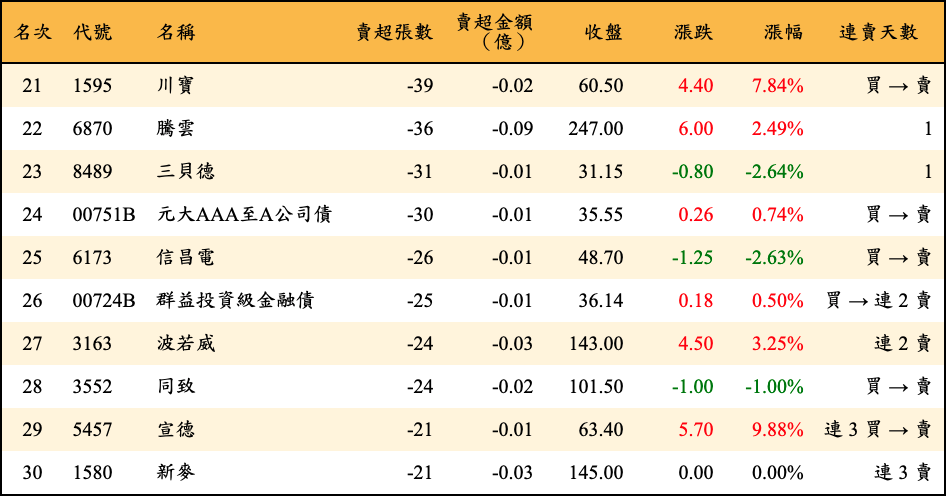 名次 代號 名稱 賣超張數 賣超金額（億） 收盤 漲跌 漲幅 連賣天數
21 1595 川寶 -39 -0.02 60.50 4.40 7.84% 買 → 賣
22 6870 騰雲 -36 -0.09 247.00 6.00 2.49% 1
23 8489 三貝德 -31 -0.01 31.15 -0.80 -2.64% 1
24 00751B 元大AAA至A公司債 -30 -0.01 35.55 0.26 0.74% 買 → 賣
25 6173 信昌電 -26 -0.01 48.70 -1.25 -2.63% 買 → 賣
26 00724B 群益投資級金融債 -25 -0.01 36.14 0.18 0.50% 買 → 連 2 賣
27 3163 波若威 -24 -0.03 143.00 4.50 3.25% 連 2 賣
28 3552 同致 -24 -0.02 101.50 -1.00 -1.00% 買 → 賣
29 5457 宣德 -21 -0.01 63.40 5.70 9.88% 連 3 買 → 賣
30 1580 新麥 -21 -0.03 145.00 0.00 0.00% 連 3 賣